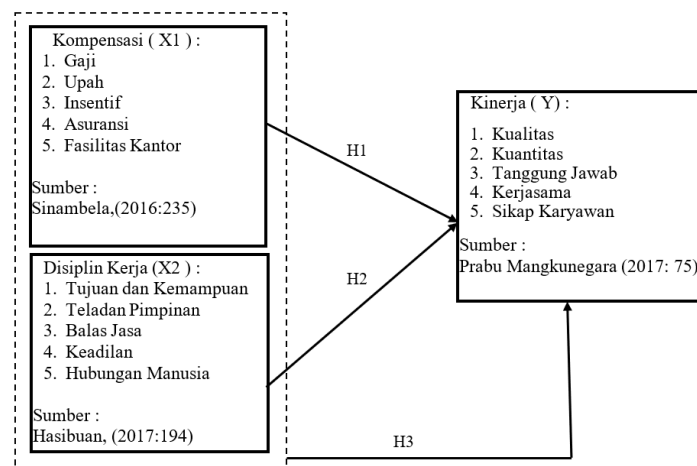 Kompensasi ( X1 ) :
1. Gaji
2. Upah
3. Insentif
4. Asuransi
5. Fasilitas Kantor
Sumber :
Sinambela,(2016:235)
Disiplin Kerja (X2 ) :
1. Tujuan dan Kemampuan
2. Teladan Pimpinan
3. Balas Jasa
4. Keadilan
5. Hubungan Manusia
Sumber :
Hasibuan, (2017:194)
H1
H2
H3
Kinerja ( Y) :
1. Kualitas
2. Kuantitas
3. Tanggung Jawab
4. Kerjasama
5. Sikap Karyawan
Sumber :
Prabu Mangkunegara (2017: 75)